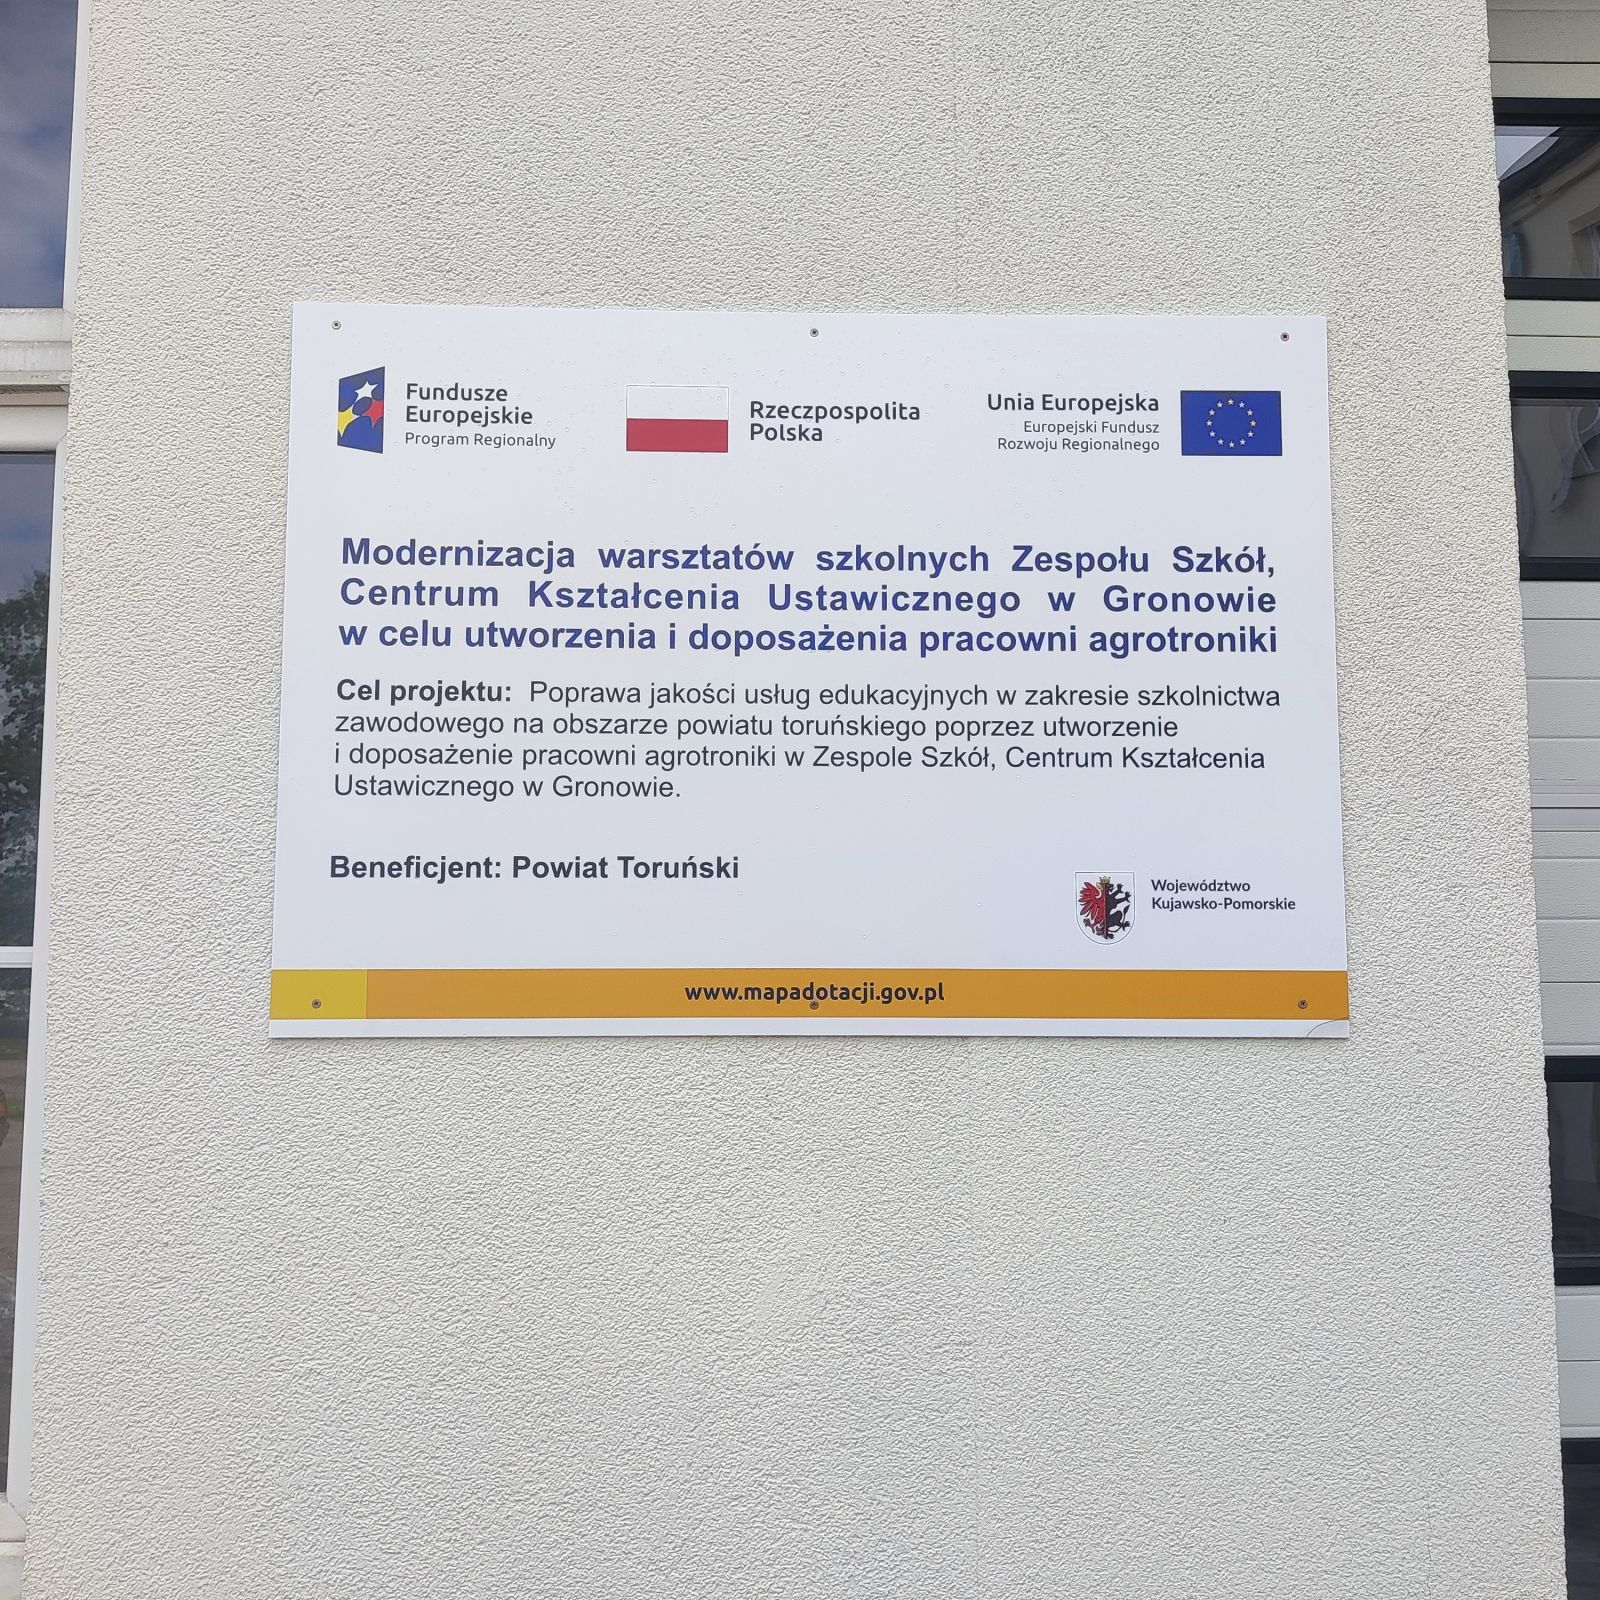 Fundusze
Europejskie
Program Regionalny
Rzeczpospolita
Polska
Unia Europejska
Europejski Fundusz
Rozwoju Regionalnego
Modernizacja warsztatów szkolnych Zespołu Szkół,
Centrum Kształcenia Ustawicznego w Gronowie
w celu utworzenia i doposażenia pracowni agrotroniki
Cel projektu: Poprawa jakości usług edukacyjnych w zakresie szkolnictwa
zawodowego na obszarze powiatu toruńskiego poprzez utworzenie
i doposażenie pracowni agrotroniki w Zespole Szkół, Centrum Kształcenia
Ustawicznego w Gronowie.
Beneficjent: Powiat Toruński
Województwo
Kujawsko-Pomorskie
www.mapadotacji.gov.pl